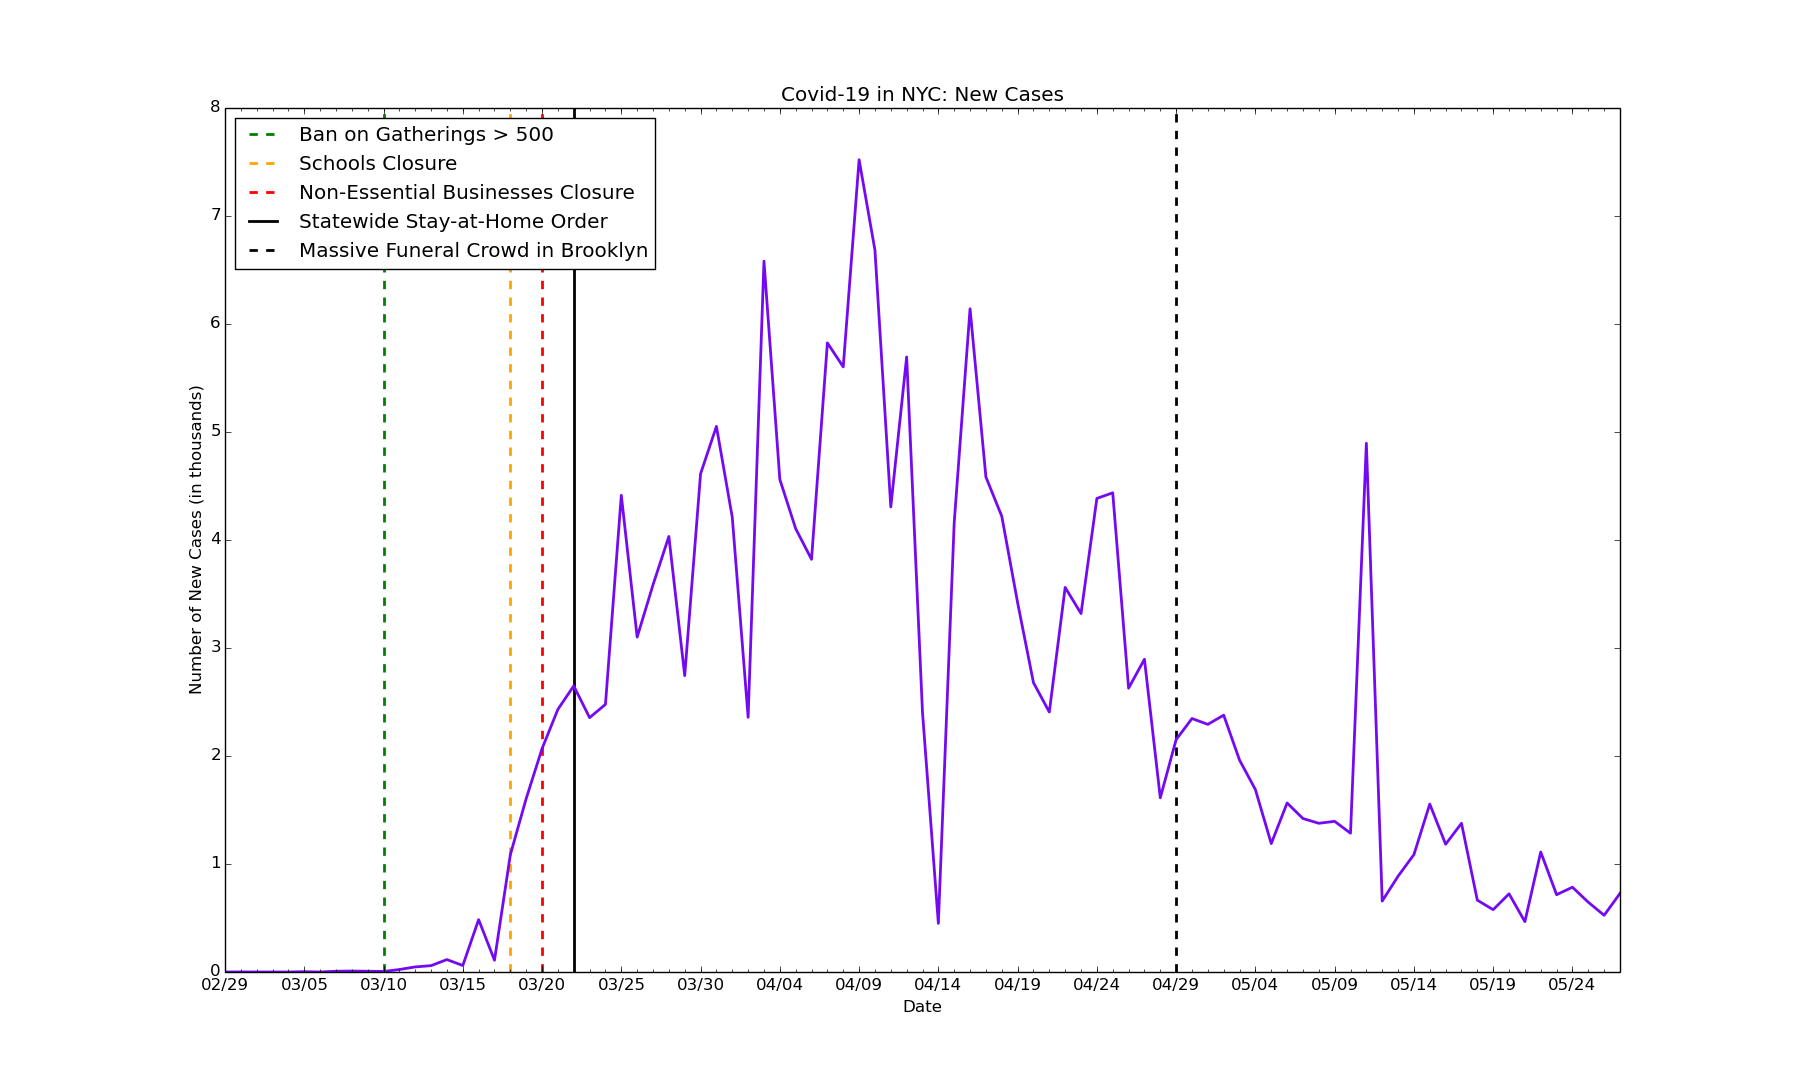 Covid-19 in NYC: New Cases
Ban on Gatherings > 500
Schools Closure
Non-Essential Businesses Closure
Statewide Stay-at-Home Order
Massive Funeral Crowd in Brooklyn
Number of New Cases (in thousands)
8
7
6
5
4
3
2
1
0
02/29 03/05 03/10 03/15 03/20 03/25 03/30 04/04 04/09 04/14 04/19 04/24 04/29 05/04 05/09 05/14 05/19 05/24
Date